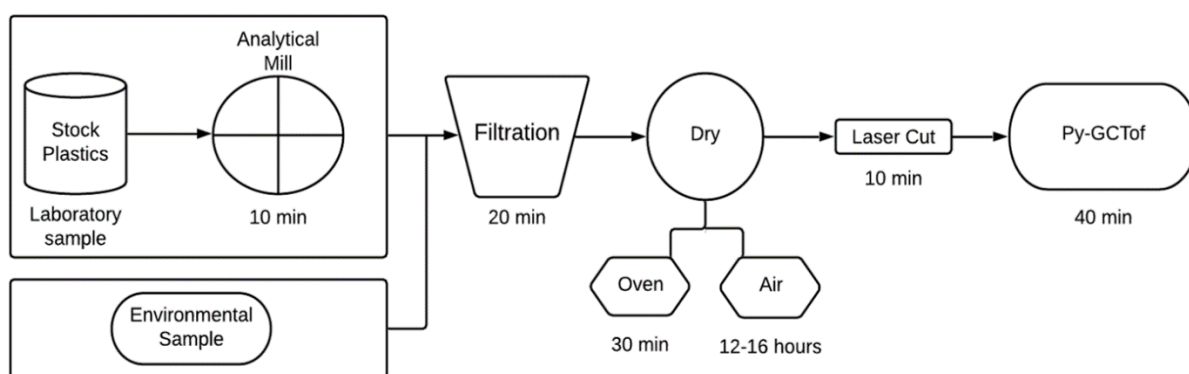 Analytical
Mill
Stock
Plastics
Laboratory
sample
10 min
Environmental
Sample
Filtration
20 min
Dry
Oven
30 min
Air
12-16 hours
Laser Cut
10 min
Py-GCTof
40 min